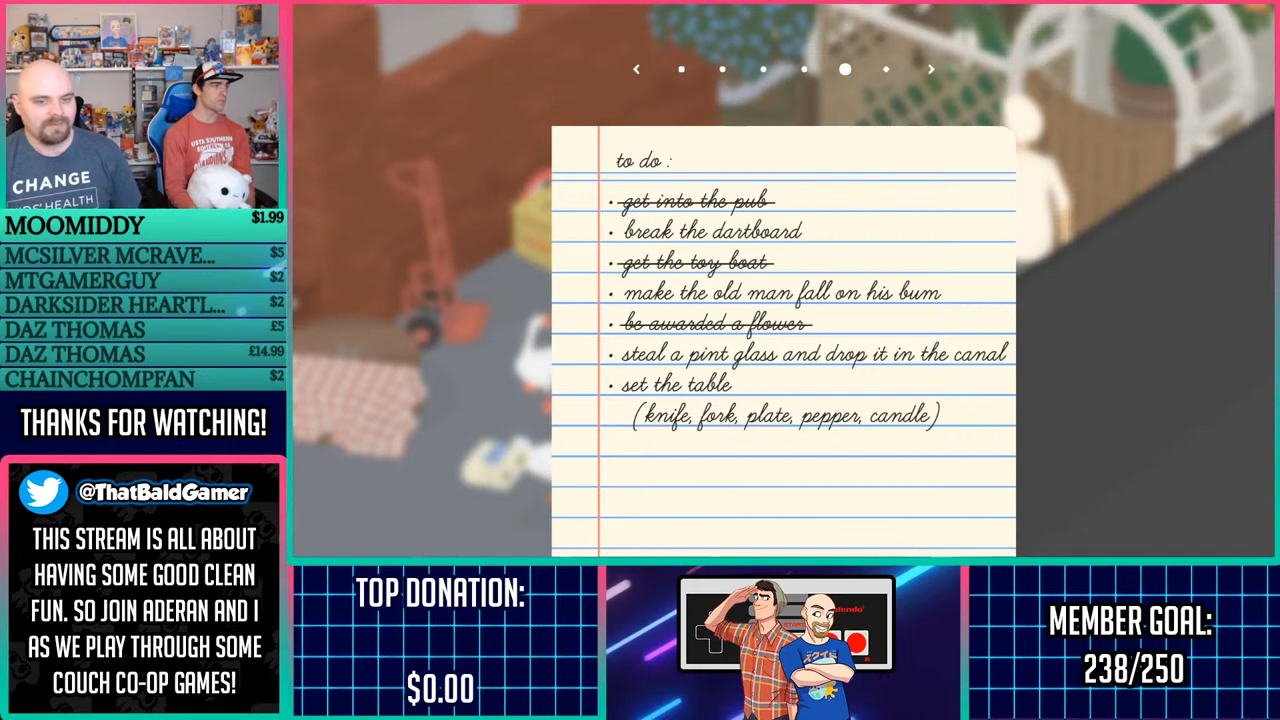 CHANGE
KIDS' HEALTH
USTA SOUTHERN
MOOMIDDY $1.99
MCSILVER MCRAVE... $5
MTGAMERGUY $2
DARKSIDER HEARTL... $2
DAZ THOMAS £5
DAZ THOMAS £14.99
CHAINCHOMPFAN $2
THANKS FOR WATCHING!
@ThatBaldGamer
THIS STREAM IS ALL ABOUT
HAVING SOME GOOD CLEAN
FUN. SO JOIN ADERAN AND I
AS WE PLAY THROUGH SOME
COUCH CO-OP GAMES!
to do :
• get into the pub
• break the dartboard
• get the toy boat
• make the old man fall on his bum
• be awarded a flower
• steal a pint glass and drop it in the canal
• set the table
(knife, fork, plate, pepper, candle)
TOP DONATION:
$0.00
START
MEMBER GOAL:
238/250